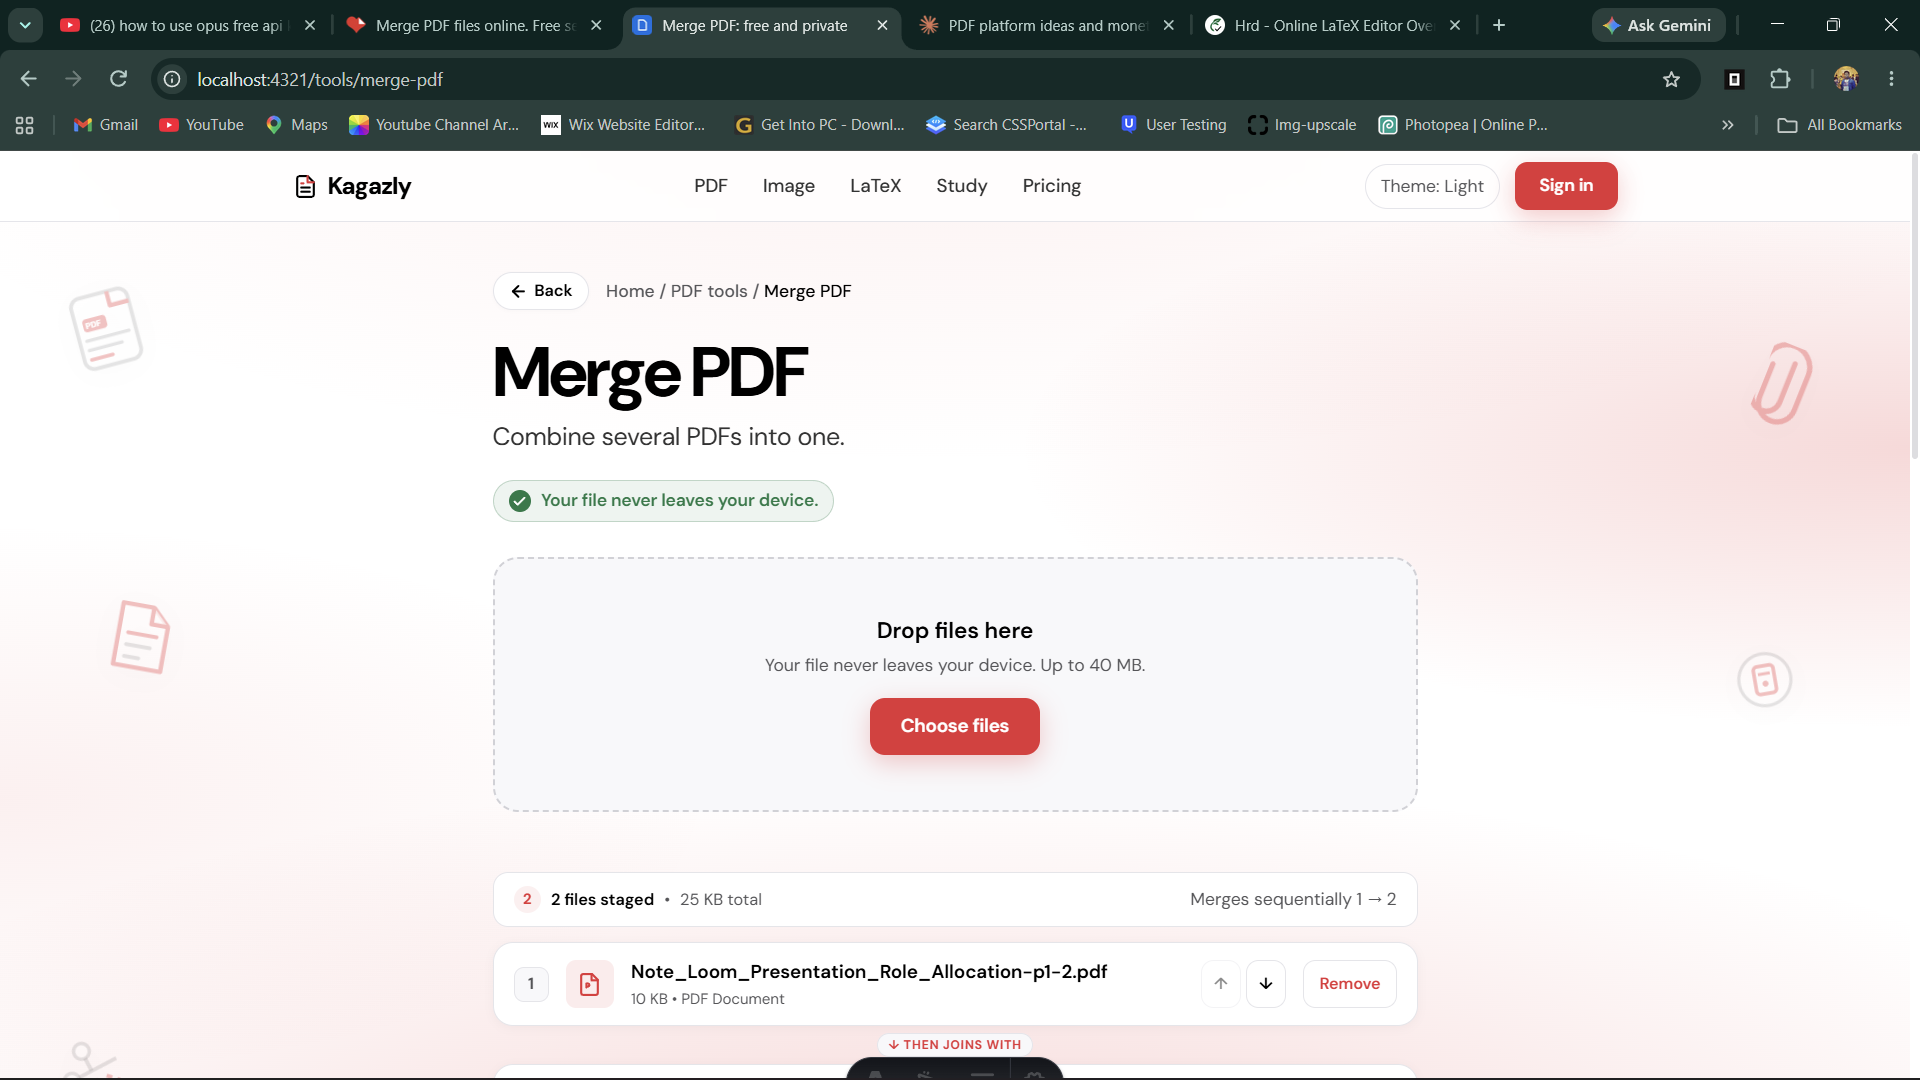 (26) how to use opus free api
Merge PDF files online. Free se
Merge PDF: free and private
PDF platform ideas and monet
Hrd - Online LaTeX Editor Ove
Ask Gemini
localhost:4321/tools/merge-pdf
Gmail
YouTube
Maps
Youtube Channel Ar...
WIX
Wix Website Editor...
Get Into PC - Downl...
Search CSSPortal -...
User Testing
Img-upscale
Photopea | Online P...
All Bookmarks
Kagazly
PDF
Image
LaTeX
Study
Pricing
Theme: Light
Sign in
Back
Home / PDF tools / Merge PDF
PDF
Merge PDF
Combine several PDFs into one.
Your file never leaves your device.
Drop files here
Your file never leaves your device. Up to 40 MB.
Choose files
2
2 files staged • 25 KB total
Merges sequentially 1 → 2
1
Note_Loom_Presentation_Role_Allocation-p1-2.pdf
10 KB • PDF Document
↑
↓
Remove
↓ THEN JOINS WITH